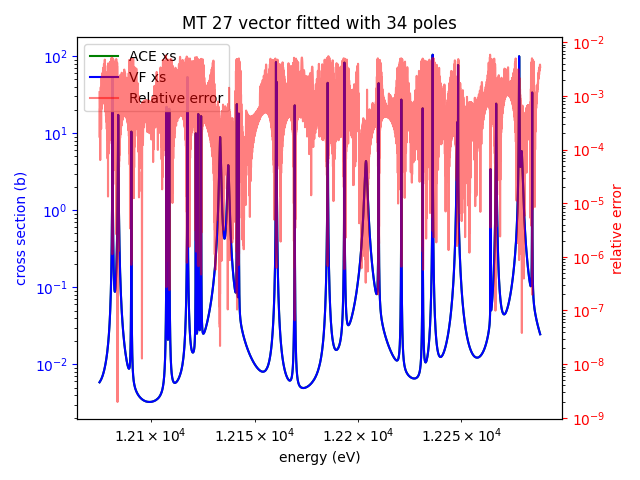 MT 27 vector fitted with 34 poles
ACE xs
VF xs
Relative error
cross section (b)
10²
10¹
10⁰
10⁻¹
10⁻²
relative error
10⁻²
10⁻³
10⁻⁴
10⁻⁵
10⁻⁶
10⁻⁷
10⁻⁸
10⁻⁹
1.21 × 10⁴ 1.215 × 10⁴ 1.22 × 10⁴ 1.225 × 10⁴
energy (eV)